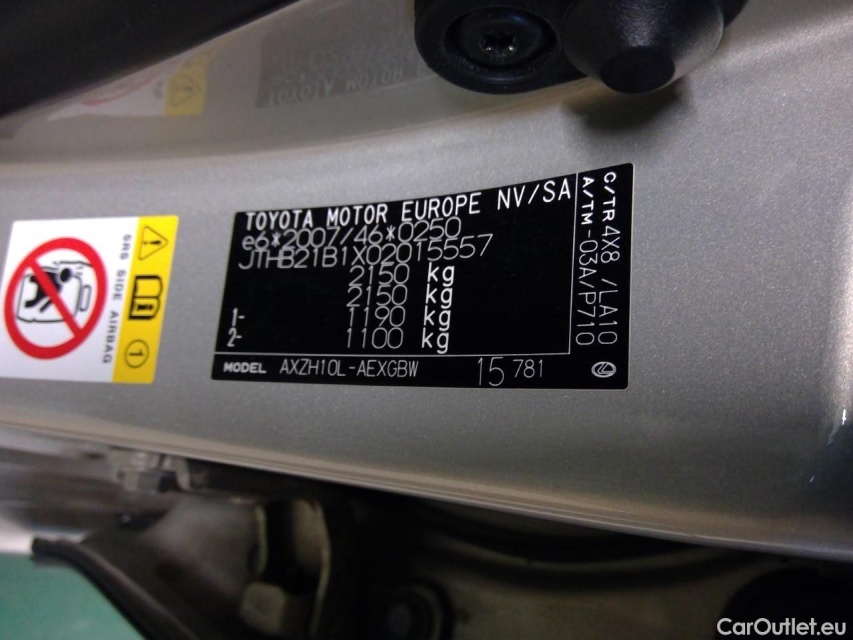 TOYOTA MOTOR EUROPE NV/SA
e6*2007/46*0250
JTHB21B1X02015557
2150 kg
2150 kg
1- 1190 kg
2- 1100 kg
MODEL AXZH10L-AEXGBW 15 781
C/TR 4X8 /LA10
A/TM -03A/P710
SRS SIDE AIRBAG
1
CarOutlet.eu